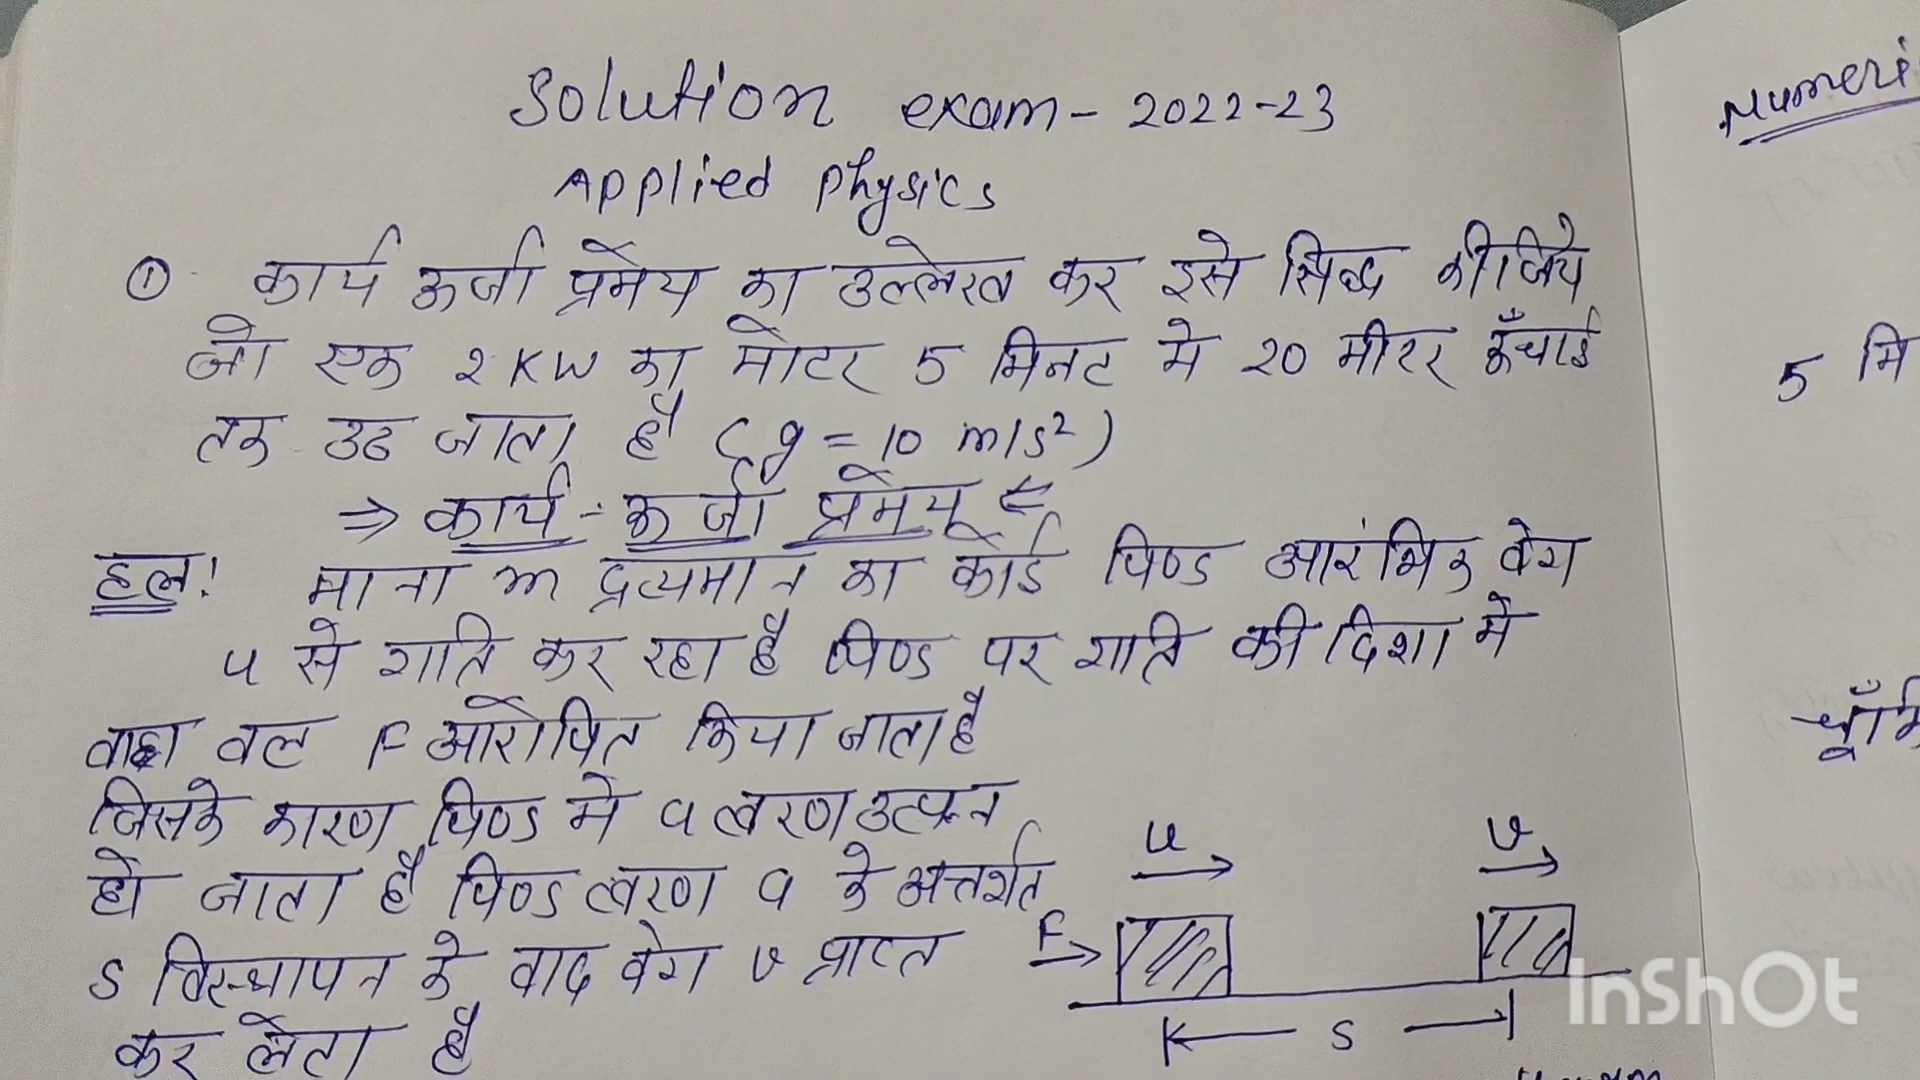 Solution exam - 2022-23
Applied Physics
① कार्य ऊर्जा प्रमेय का उल्लेख कर इसे सिद्ध कीजिये
जो एक 2 KW का मोटर 5 मिनट मे 20 मीटर ऊँचाई
तक उठ जाता है (g = 10 m/s²)
⇒ कार्य - ऊर्जा प्रमेय ⇐
हल! माना m द्रव्यमान का कोई पिण्ड आरंभिक वेग
u से गति कर रहा है पिण्ड पर गति की दिशा मे
वाह्य वल F आरोपित किया जाता है
जिसके कारण पिण्ड मे a त्वरण उत्पन्न
हो जाता है पिण्ड त्वरण a के अन्तर्गत
S विस्थापन के वाद वेग v प्राप्त
कर लेता है
u v
F
S
Numeri
5 मि
InShOt